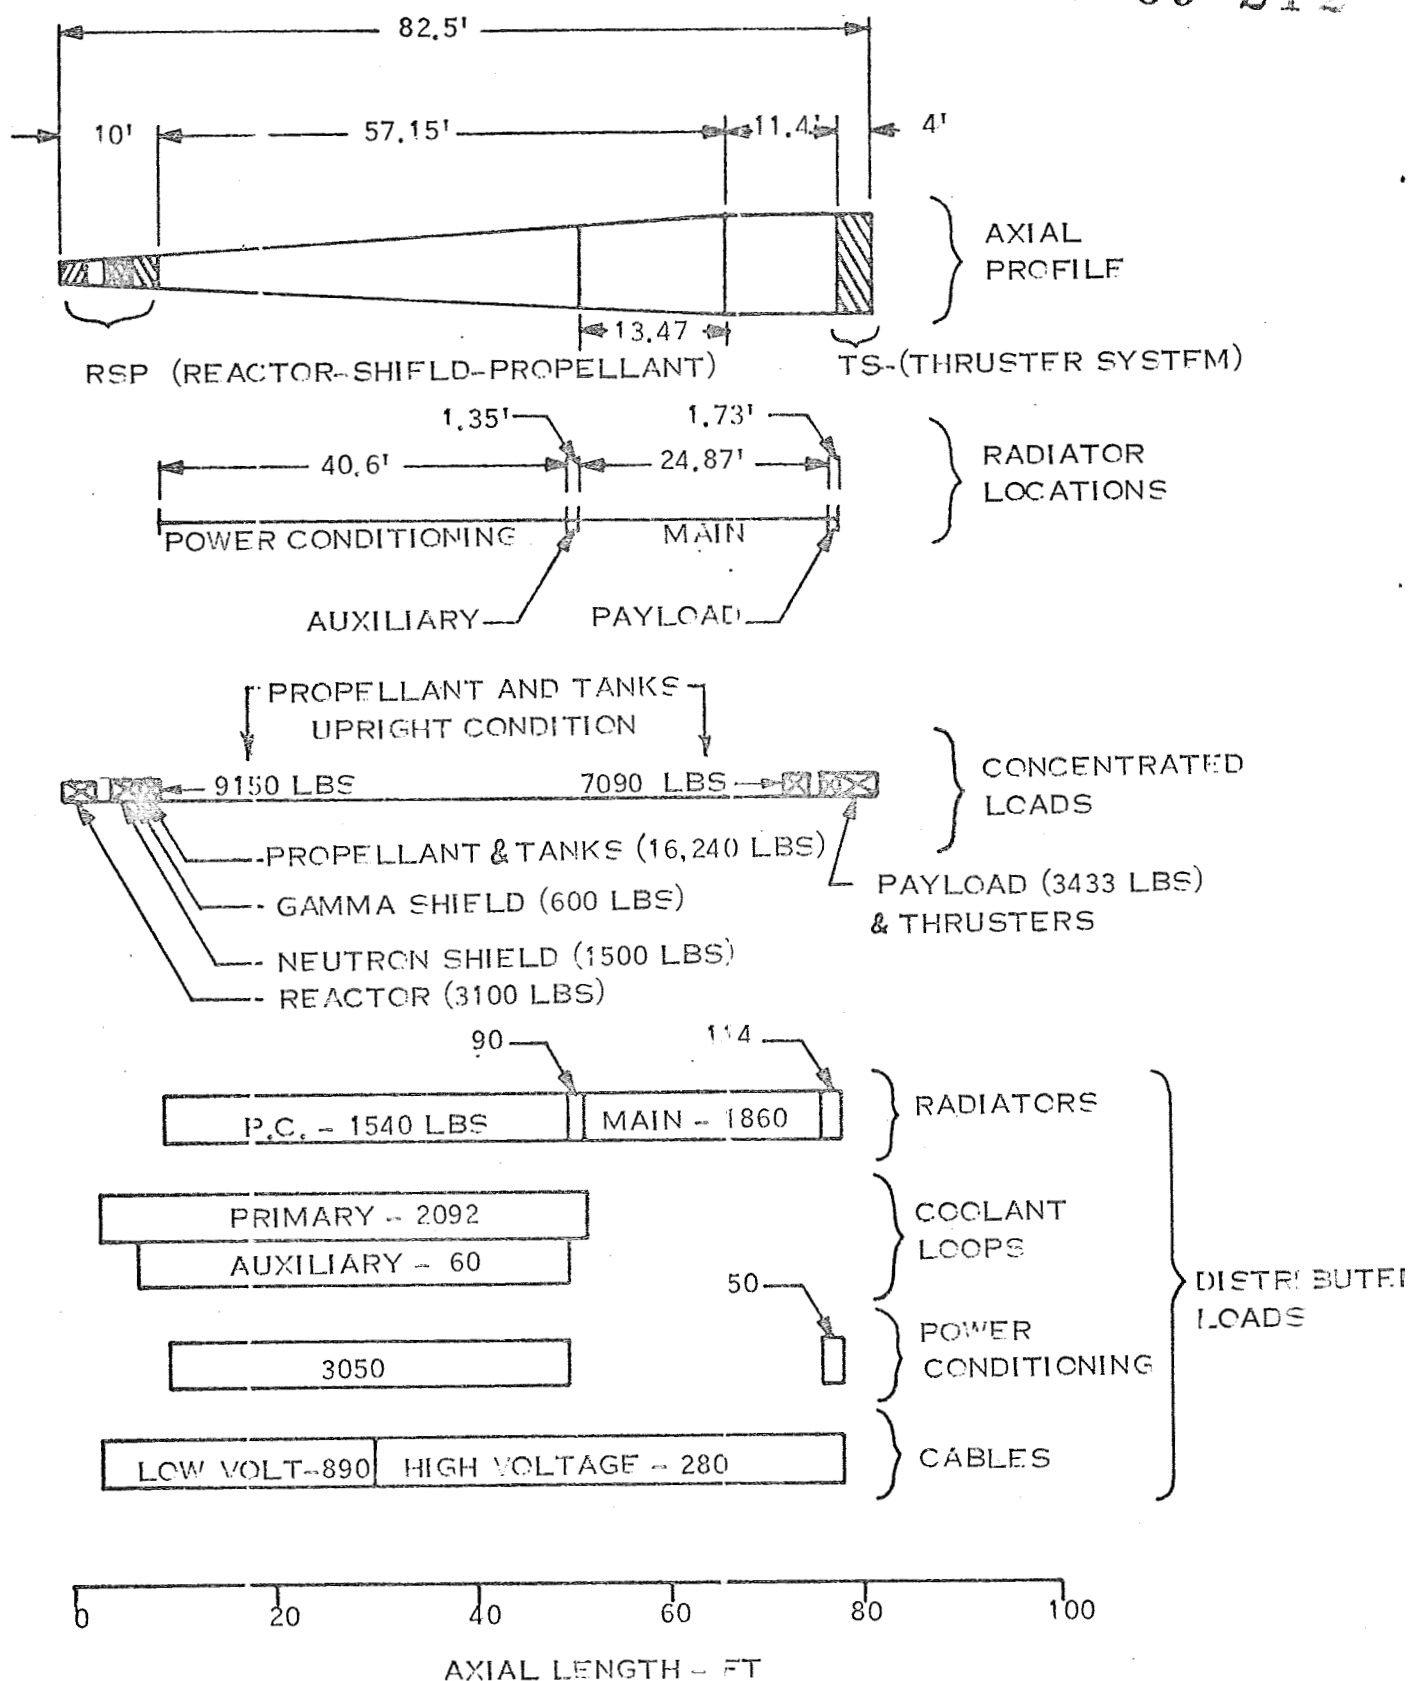 82.5'
10'
57.15'
11.4'
4'
AXIAL
PROFILE
13.47
RSP (REACTOR-SHIELD-PROPELLANT)
TS-(THRUSTER SYSTEM)
1.35'
1.73'
40.6'
24.87'
RADIATOR
LOCATIONS
POWER CONDITIONING
MAIN
AUXILIARY
PAYLOAD
PROPELLANT AND TANKS
UPRIGHT CONDITION
9150 LBS
7090 LBS
CONCENTRATED
LOADS
PROPELLANT & TANKS (16,240 LBS)
PAYLOAD (3433 LBS)
& THRUSTERS
GAMMA SHIELD (600 LBS)
NEUTRON SHIELD (1500 LBS)
REACTOR (3100 LBS)
90
P.C. - 1540 LBS
MAIN - 1860
RADIATORS
PRIMARY - 2092
AUXILIARY - 60
COOLANT
LOOPS
50
DISTRIBUTED
LOADS
3050
POWER
CONDITIONING
LOW VOLT-890
HIGH VOLTAGE - 280
CABLES
0 20 40 60 80 100
AXIAL LENGTH - FT